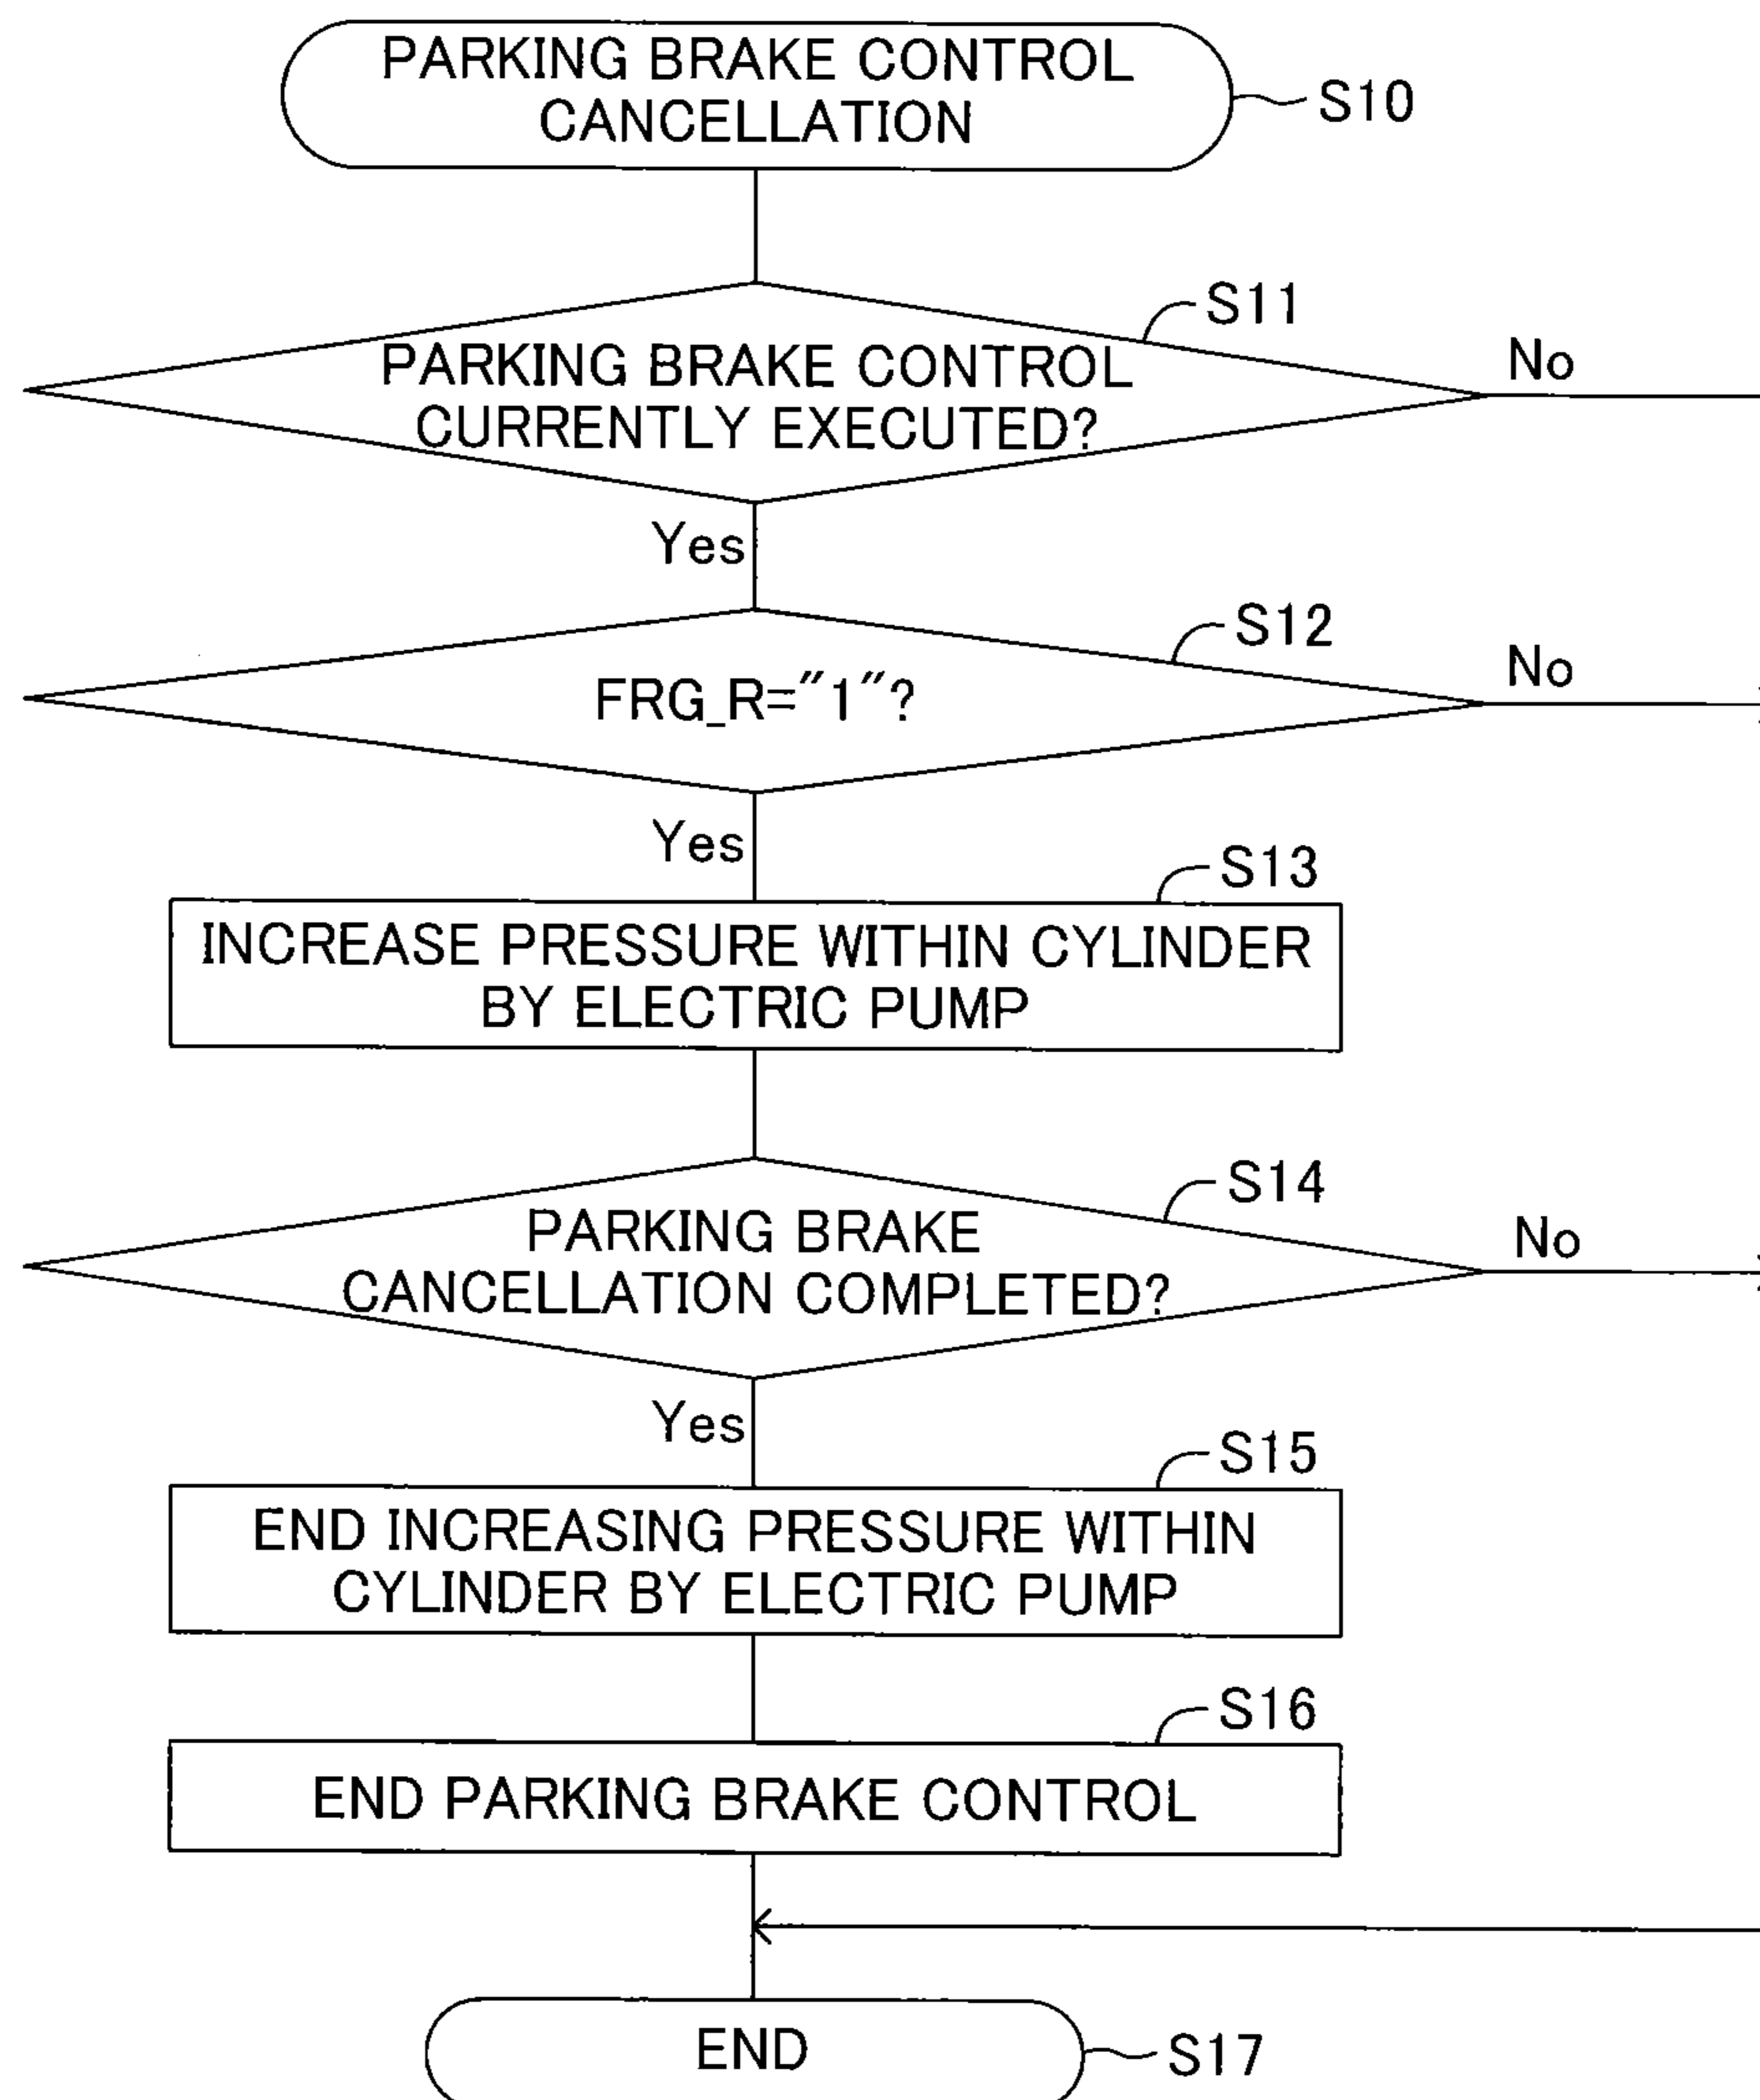 PARKING BRAKE CONTROL
CANCELLATION
S10
S11
PARKING BRAKE CONTROL
CURRENTLY EXECUTED?
No
Yes
S12
FRG_R="1"?
No
Yes
S13
INCREASE PRESSURE WITHIN CYLINDER
BY ELECTRIC PUMP
S14
PARKING BRAKE
CANCELLATION COMPLETED?
No
Yes
S15
END INCREASING PRESSURE WITHIN
CYLINDER BY ELECTRIC PUMP
S16
END PARKING BRAKE CONTROL
END
S17